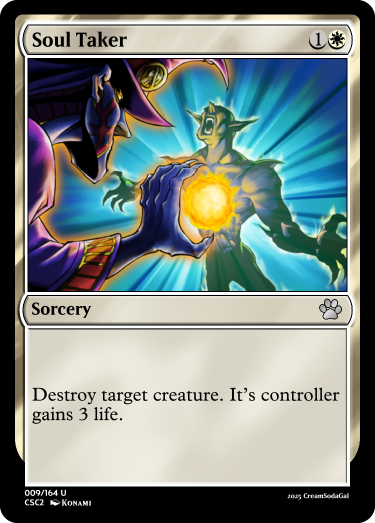 Soul Taker 1
Sorcery
Destroy target creature. It's controller
gains 3 life.
009/164 U
CSC2 Konami 2025 CreamSodaGal